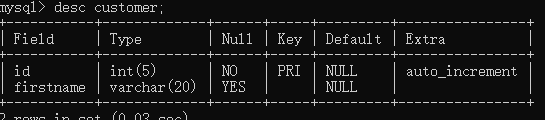 mysql> desc customer;
+-----------+-------------+------+-----+---------+----------------+
| Field | Type | Null | Key | Default | Extra |
+-----------+-------------+------+-----+---------+----------------+
| id | int(5) | NO | PRI | NULL | auto_increment |
| firstname | varchar(20) | YES | | NULL | |
+-----------+-------------+------+-----+---------+----------------+
2 rows in set (0.03 sec)